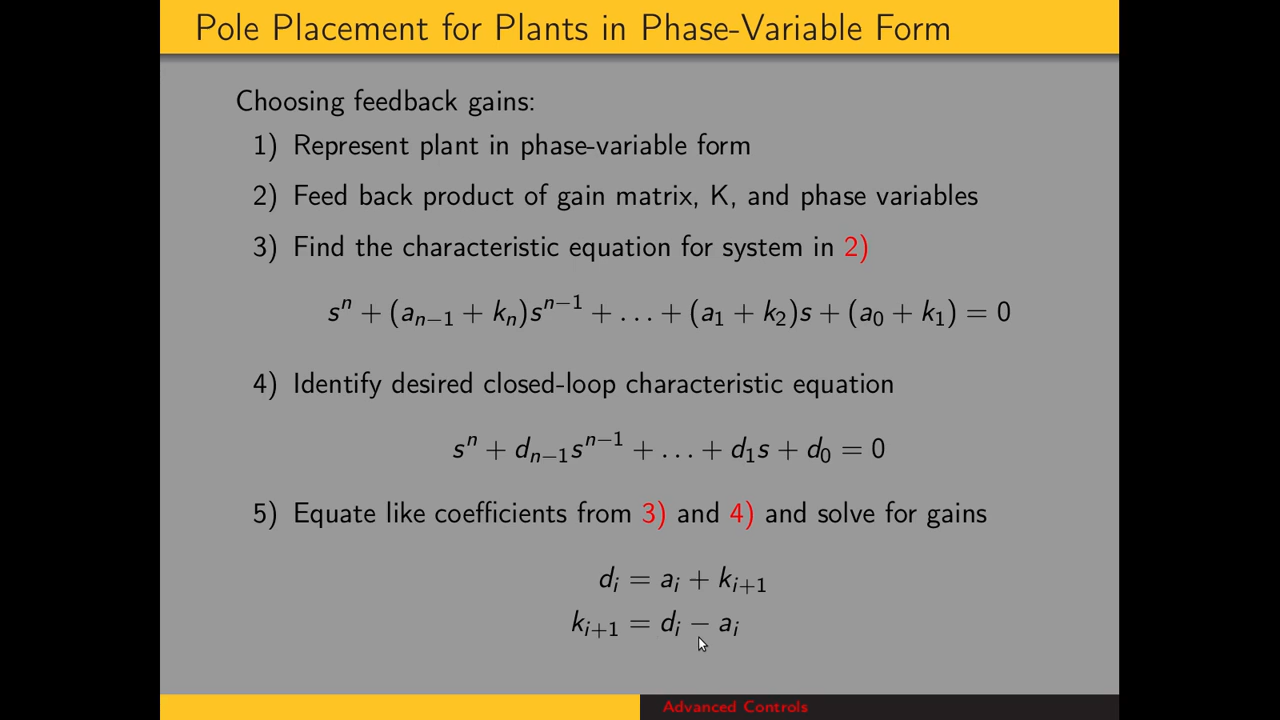 Pole Placement for Plants in Phase-Variable Form
Choosing feedback gains:
1) Represent plant in phase-variable form
2) Feed back product of gain matrix, K, and phase variables
3) Find the characteristic equation for system in 2)
sⁿ + (aₙ₋₁ + kₙ)sⁿ⁻¹ + . . . + (a₁ + k₂)s + (a₀ + k₁) = 0
4) Identify desired closed-loop characteristic equation
sⁿ + dₙ₋₁sⁿ⁻¹ + . . . + d₁s + d₀ = 0
5) Equate like coefficients from 3) and 4) and solve for gains
dᵢ = aᵢ + kᵢ₊₁
kᵢ₊₁ = dᵢ − aᵢ
Advanced Controls